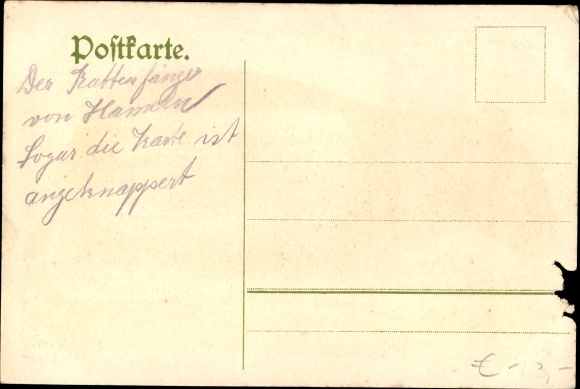 Postkarte.
Der Rattenfänger
von Hameln
Sogar die Karte ist
angeknappert
€